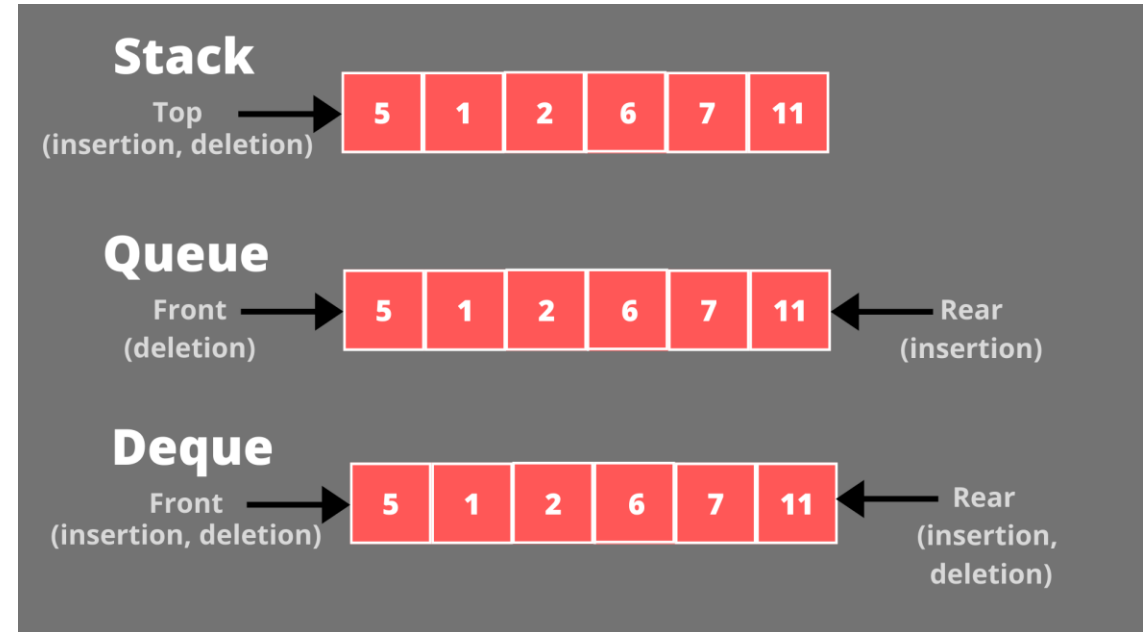 Stack
Top
(insertion, deletion)
5 1 2 6 7 11
Queue
Front
(deletion)
5 1 2 6 7 11
Rear
(insertion)
Deque
Front
(insertion, deletion)
5 1 2 6 7 11
Rear
(insertion,
deletion)